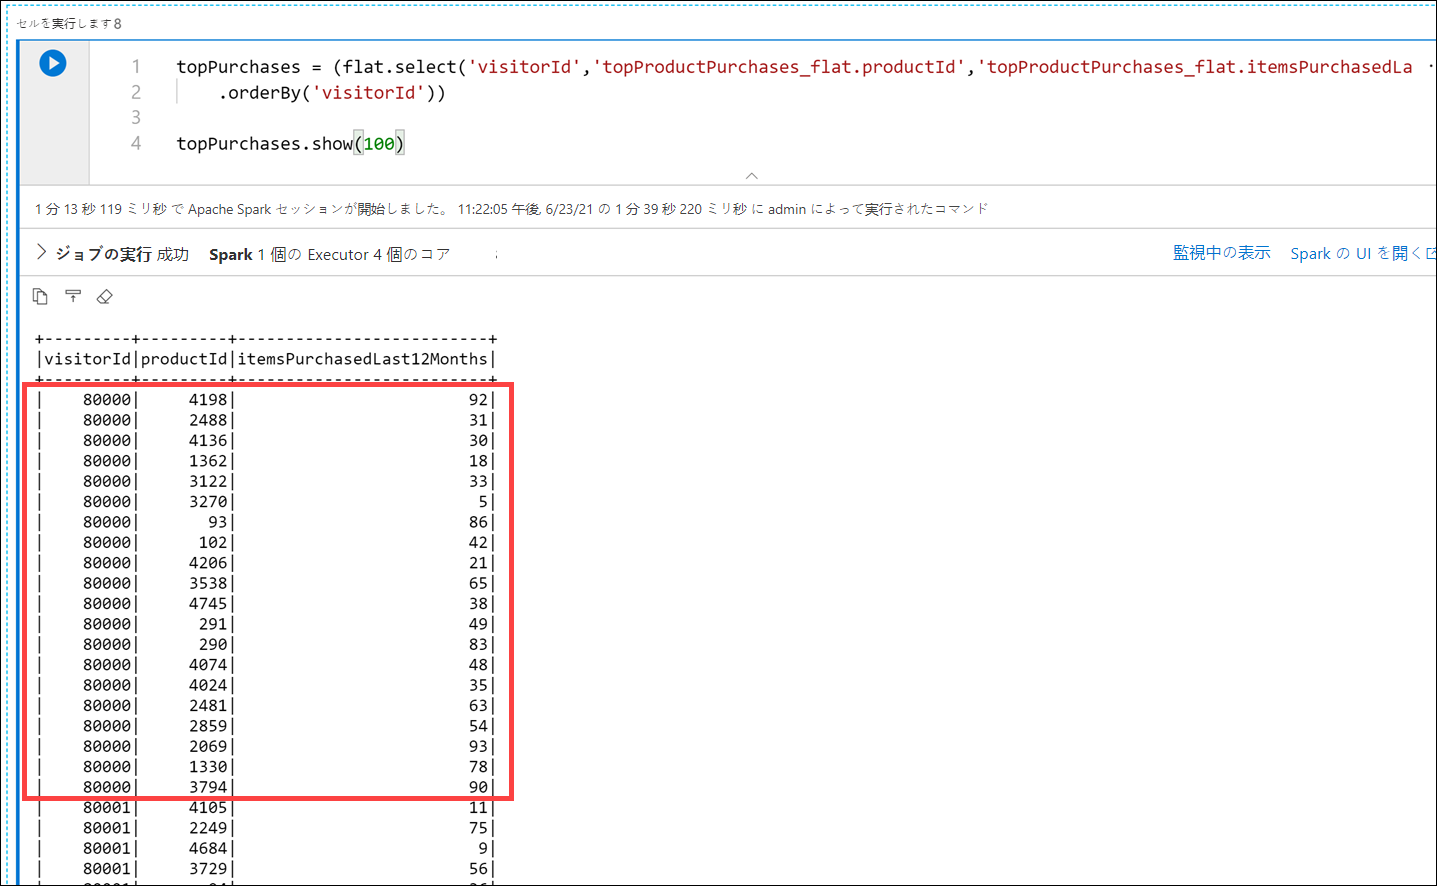 セルを実行します8
1 topPurchases = (flat.select('visitorId','topProductPurchases_flat.productId','topProductPurchases_flat.itemsPurchasedLa
2 .orderBy('visitorId'))
3
4 topPurchases.show(100)
1 分 13 秒 119 ミリ秒 で Apache Spark セッションが開始しました。 11:22:05 午後, 6/23/21 の 1 分 39 秒 220 ミリ秒 に admin によって実行されたコマンド
ジョブの実行 成功 Spark 1 個の Executor 4 個のコア 監視中の表示 Spark の UI を開く
+---------+---------+--------------------------+
|visitorId|productId|itemsPurchasedLast12Months|
+---------+---------+--------------------------+
| 80000| 4198| 92|
| 80000| 2488| 31|
| 80000| 4136| 30|
| 80000| 1362| 18|
| 80000| 3122| 33|
| 80000| 3270| 5|
| 80000| 93| 86|
| 80000| 102| 42|
| 80000| 4206| 21|
| 80000| 3538| 65|
| 80000| 4745| 38|
| 80000| 291| 49|
| 80000| 290| 83|
| 80000| 4074| 48|
| 80000| 4024| 35|
| 80000| 2481| 63|
| 80000| 2859| 54|
| 80000| 2069| 93|
| 80000| 1330| 78|
| 80000| 3794| 90|
| 80001| 4105| 11|
| 80001| 2249| 75|
| 80001| 4684| 9|
| 80001| 3729| 56|